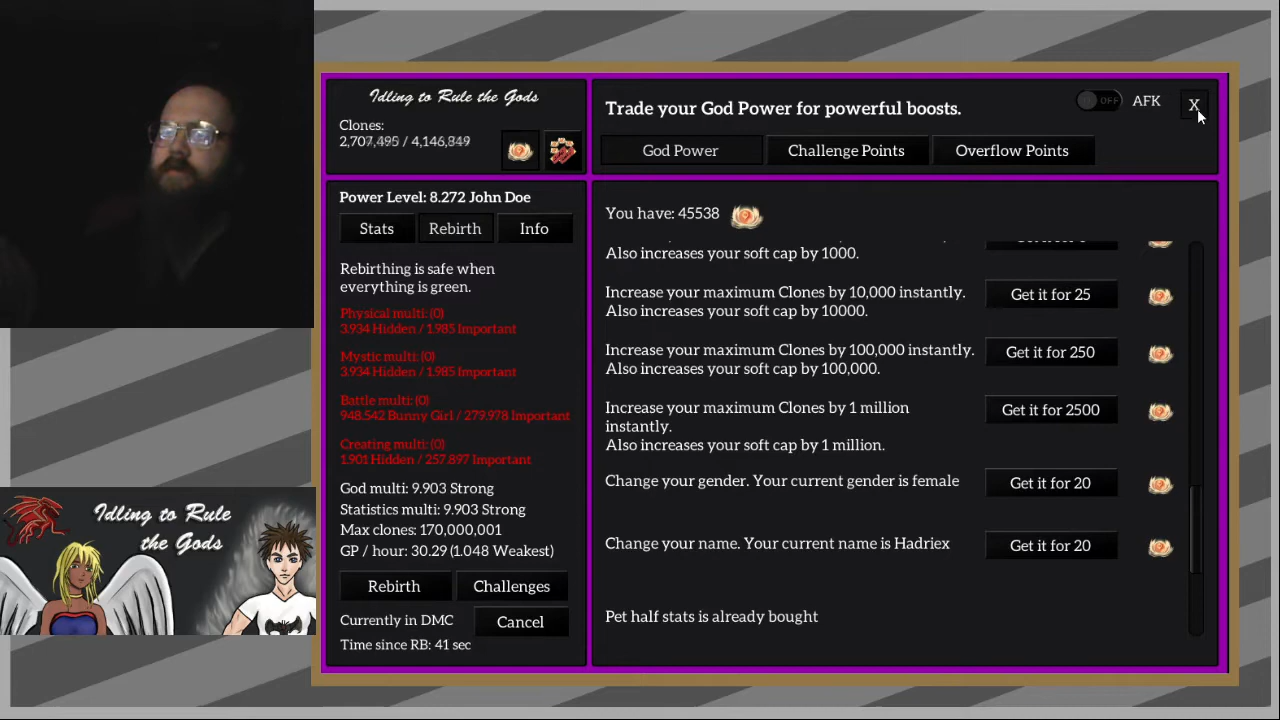 Idling to Rule the Gods
Clones:
2,707,495 / 4,146,849
Trade your God Power for powerful boosts.
OFF
AFK
X
God Power
Challenge Points
Overflow Points
Power Level: 8.272 John Doe
Stats
Rebirth
Info
Rebirthing is safe when
everything is green.
Physical multi: (0)
3.934 Hidden / 1.985 Important
Mystic multi: (0)
3.934 Hidden / 1.985 Important
Battle multi: (0)
948.542 Bunny Girl / 279.978 Important
Creating multi: (0)
1.901 Hidden / 257.897 Important
God multi: 9.903 Strong
Statistics multi: 9.903 Strong
Max clones: 170,000,001
GP / hour: 30.29 (1.048 Weakest)
Rebirth
Challenges
Currently in DMC
Cancel
Time since RB: 41 sec
You have: 45538
Also increases your soft cap by 1000.
Increase your maximum Clones by 10,000 instantly.
Also increases your soft cap by 10000.
Get it for 25
Increase your maximum Clones by 100,000 instantly.
Also increases your soft cap by 100,000.
Get it for 250
Increase your maximum Clones by 1 million
instantly.
Also increases your soft cap by 1 million.
Get it for 2500
Change your gender. Your current gender is female
Get it for 20
Change your name. Your current name is Hadriex
Get it for 20
Pet half stats is already bought
Idling to Rule
the Gods